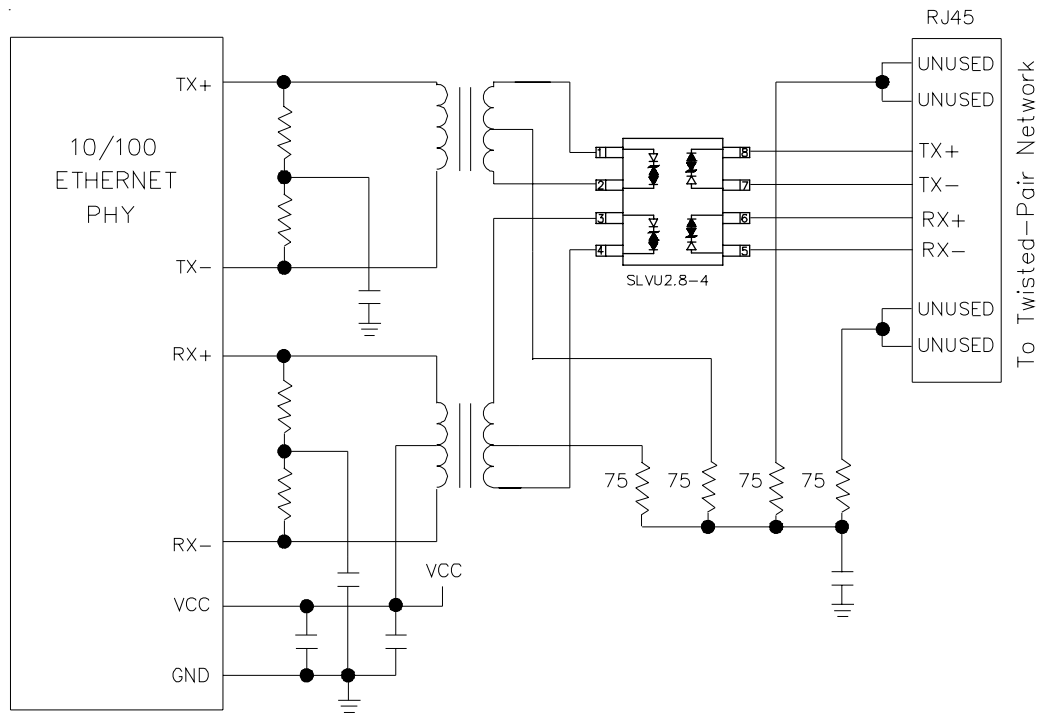 RJ45
TX+
10/100
ETHERNET
PHY
TX-
RX+
RX-
VCC
GND
VCC
1
2
3
4
8
7
6
5
SLVU2.8-4
UNUSED
UNUSED
TX+
TX-
RX+
RX-
UNUSED
UNUSED
To Twisted-Pair Network
75
75
75
75